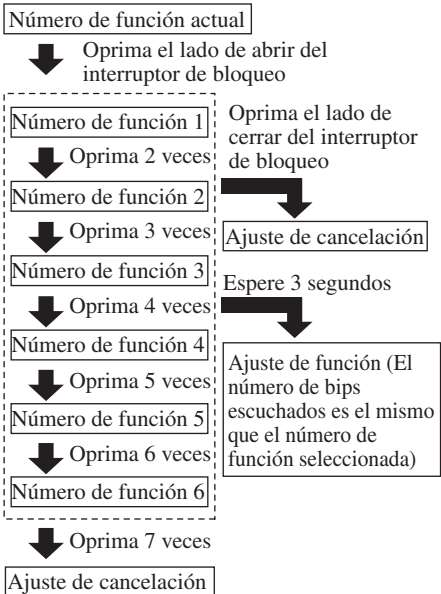 Número de función actual
Oprima el lado de abrir del
interruptor de bloqueo
Número de función 1
Oprima 2 veces
Número de función 2
Oprima 3 veces
Número de función 3
Oprima 4 veces
Número de función 4
Oprima 5 veces
Número de función 5
Oprima 6 veces
Número de función 6
Oprima 7 veces
Ajuste de cancelación
Oprima el lado de
cerrar del interruptor
de bloqueo
Ajuste de cancelación
Espere 3 segundos
Ajuste de función (El
número de bips
escuchados es el mismo
que el número de
función seleccionada)